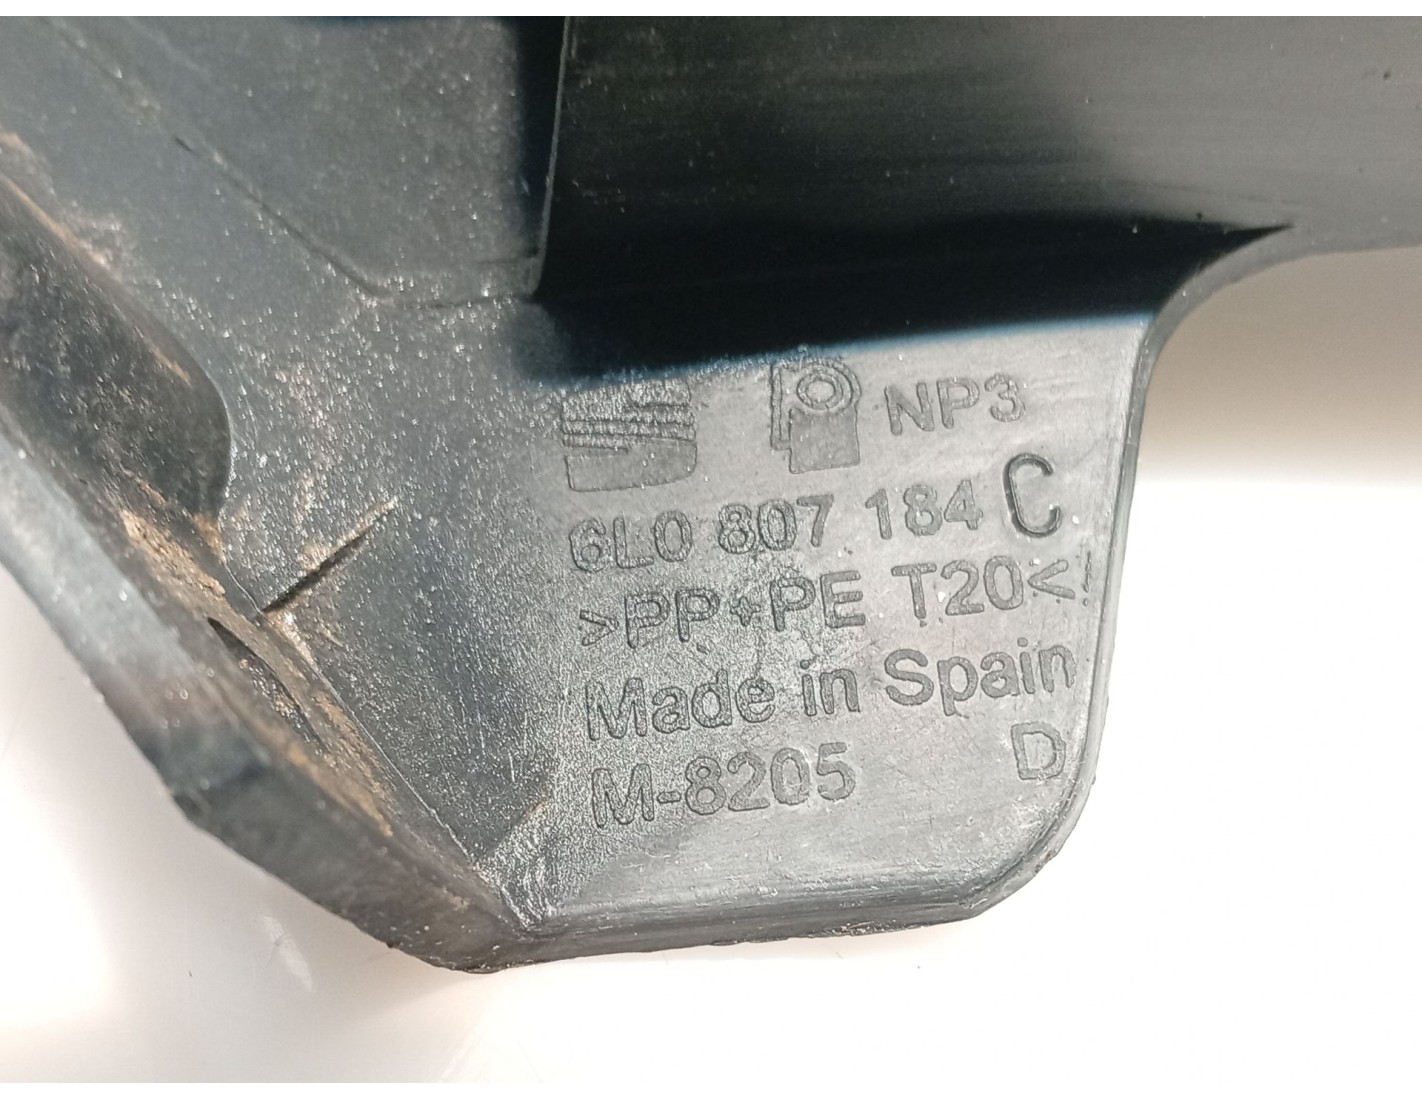 NP3
6L0 807 184 C
>PP+PE T20<
Made in Spain
M-8205 D